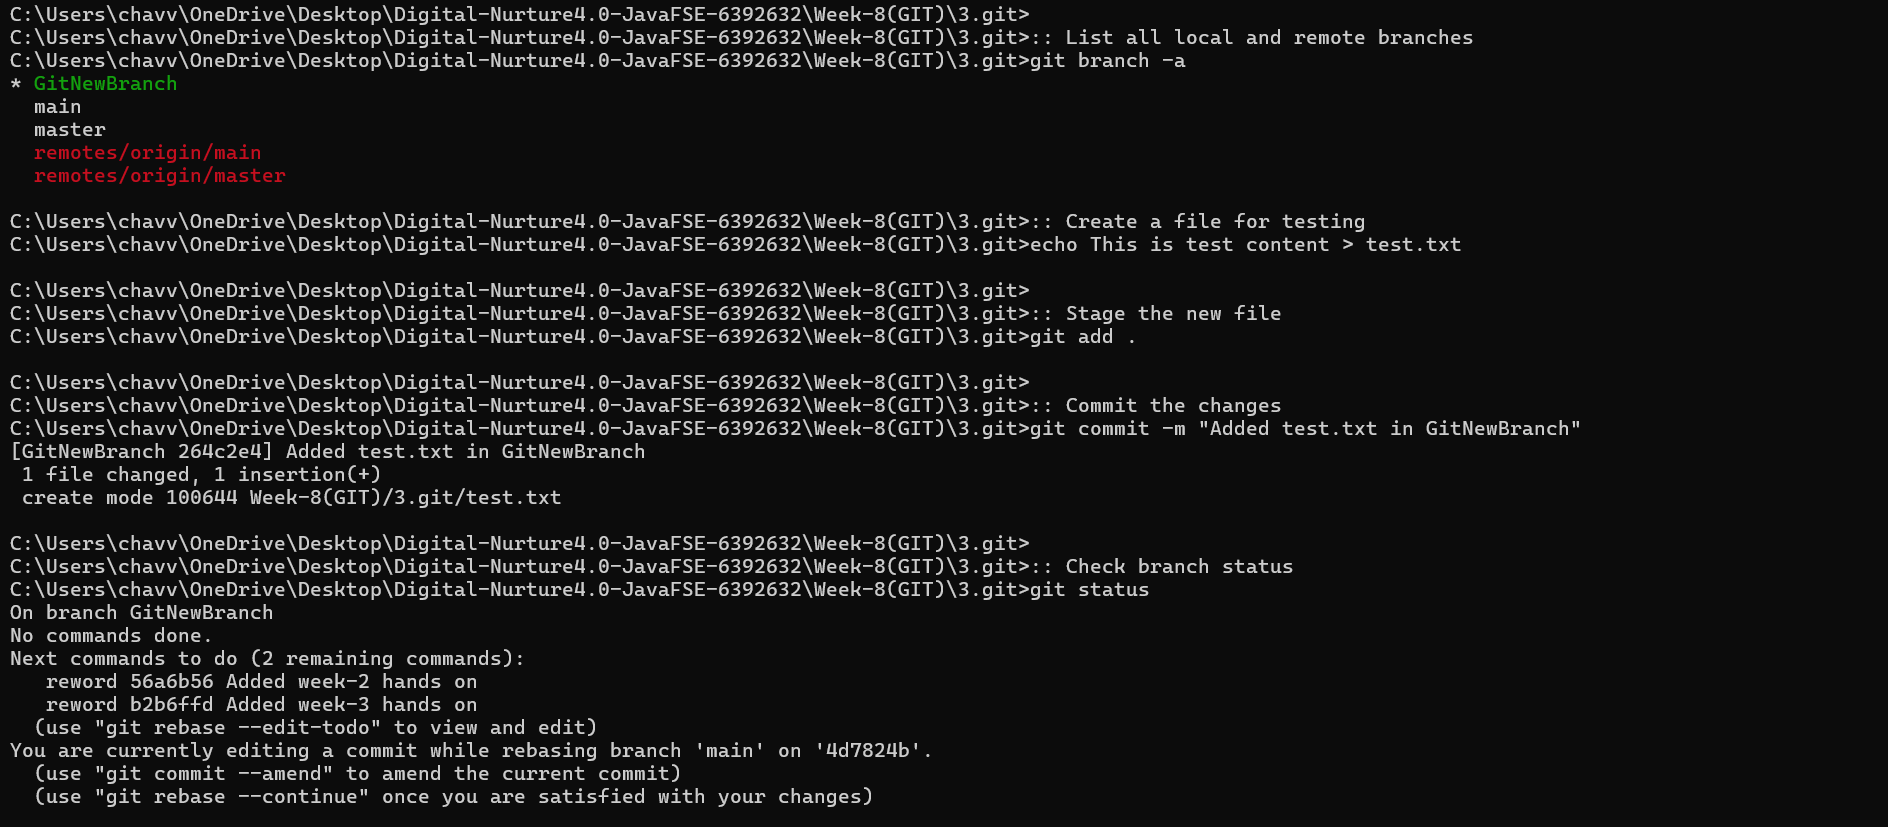 C:\Users\chavv\OneDrive\Desktop\Digital-Nurture4.0-JavaFSE-6392632\Week-8(GIT)\3.git>
C:\Users\chavv\OneDrive\Desktop\Digital-Nurture4.0-JavaFSE-6392632\Week-8(GIT)\3.git>:: List all local and remote branches
C:\Users\chavv\OneDrive\Desktop\Digital-Nurture4.0-JavaFSE-6392632\Week-8(GIT)\3.git>git branch -a
* GitNewBranch
  main
  master
  remotes/origin/main
  remotes/origin/master

C:\Users\chavv\OneDrive\Desktop\Digital-Nurture4.0-JavaFSE-6392632\Week-8(GIT)\3.git>:: Create a file for testing
C:\Users\chavv\OneDrive\Desktop\Digital-Nurture4.0-JavaFSE-6392632\Week-8(GIT)\3.git>echo This is test content > test.txt

C:\Users\chavv\OneDrive\Desktop\Digital-Nurture4.0-JavaFSE-6392632\Week-8(GIT)\3.git>
C:\Users\chavv\OneDrive\Desktop\Digital-Nurture4.0-JavaFSE-6392632\Week-8(GIT)\3.git>:: Stage the new file
C:\Users\chavv\OneDrive\Desktop\Digital-Nurture4.0-JavaFSE-6392632\Week-8(GIT)\3.git>git add .

C:\Users\chavv\OneDrive\Desktop\Digital-Nurture4.0-JavaFSE-6392632\Week-8(GIT)\3.git>
C:\Users\chavv\OneDrive\Desktop\Digital-Nurture4.0-JavaFSE-6392632\Week-8(GIT)\3.git>:: Commit the changes
C:\Users\chavv\OneDrive\Desktop\Digital-Nurture4.0-JavaFSE-6392632\Week-8(GIT)\3.git>git commit -m "Added test.txt in GitNewBranch"
[GitNewBranch 264c2e4] Added test.txt in GitNewBranch
 1 file changed, 1 insertion(+)
 create mode 100644 Week-8(GIT)/3.git/test.txt

C:\Users\chavv\OneDrive\Desktop\Digital-Nurture4.0-JavaFSE-6392632\Week-8(GIT)\3.git>
C:\Users\chavv\OneDrive\Desktop\Digital-Nurture4.0-JavaFSE-6392632\Week-8(GIT)\3.git>:: Check branch status
C:\Users\chavv\OneDrive\Desktop\Digital-Nurture4.0-JavaFSE-6392632\Week-8(GIT)\3.git>git status
On branch GitNewBranch
No commands done.
Next commands to do (2 remaining commands):
   reword 56a6b56 Added week-2 hands on
   reword b2b6ffd Added week-3 hands on
  (use "git rebase --edit-todo" to view and edit)
You are currently editing a commit while rebasing branch 'main' on '4d7824b'.
  (use "git commit --amend" to amend the current commit)
  (use "git rebase --continue" once you are satisfied with your changes)